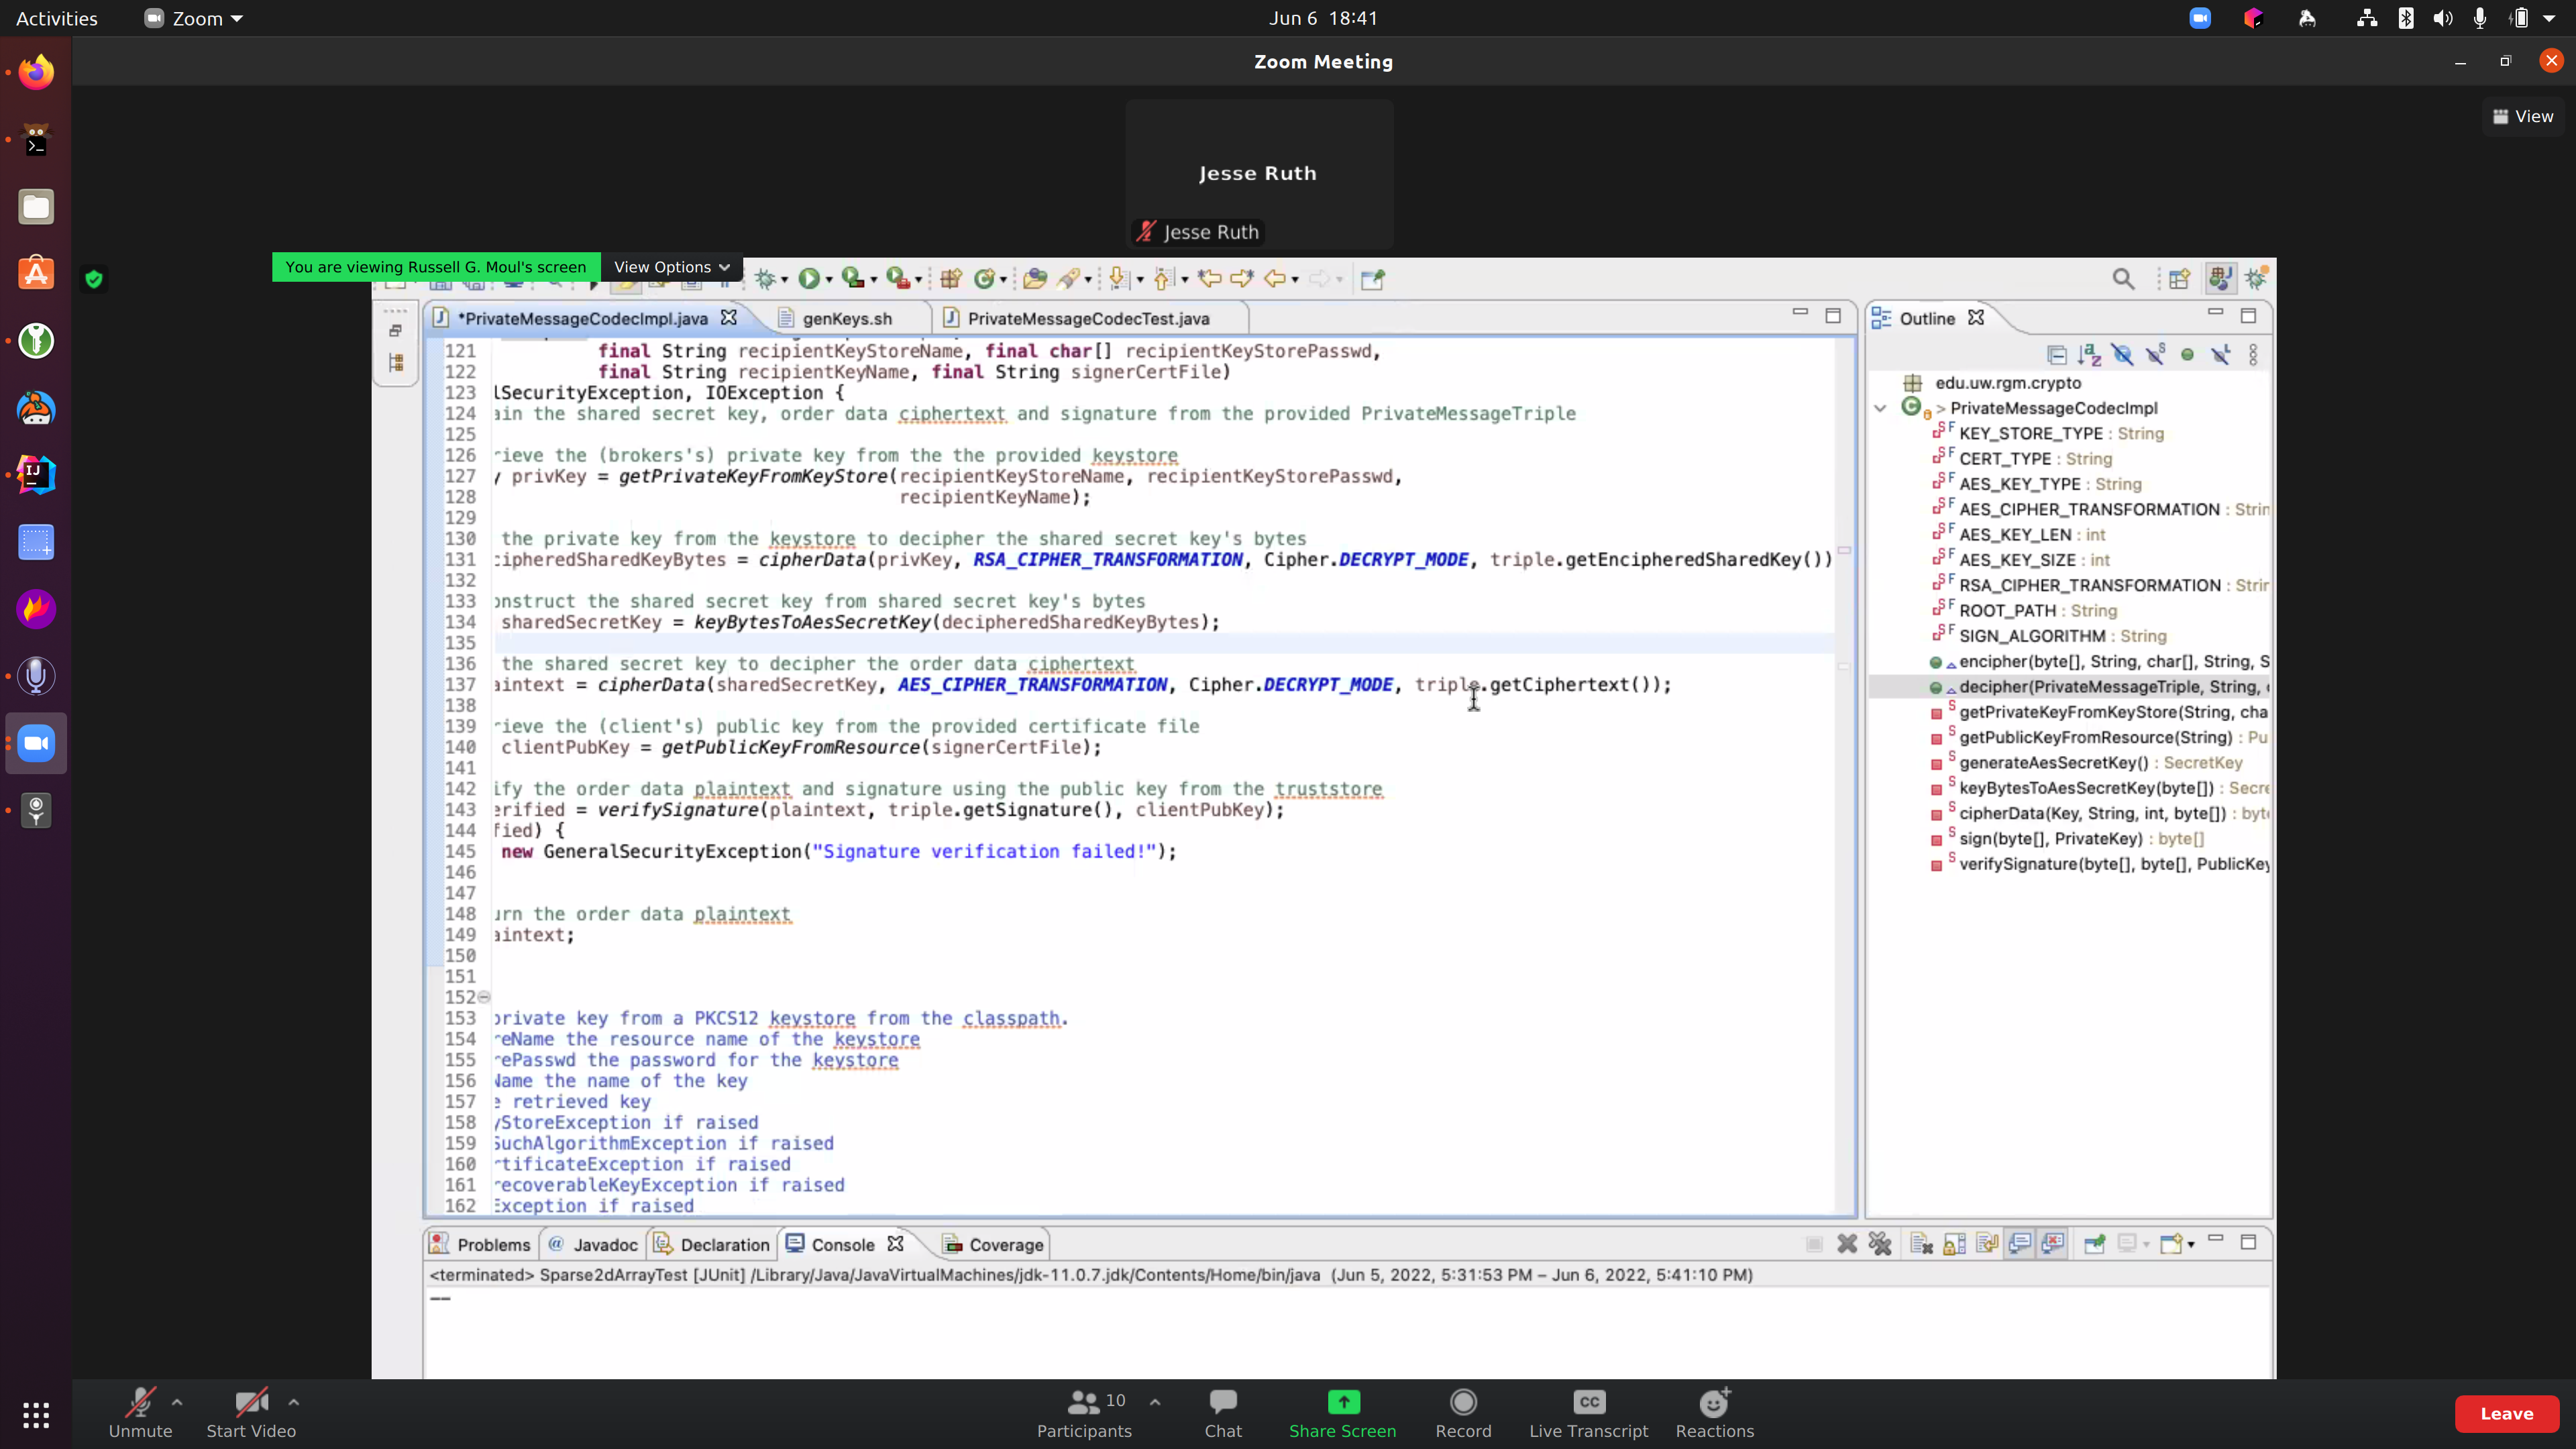 Activities Zoom Jun 6 18:41
Zoom Meeting
View
Jesse Ruth
Jesse Ruth
You are viewing Russell G. Moul's screen View Options
*PrivateMessageCodecImpl.java genKeys.sh PrivateMessageCodecTest.java
121 final String recipientKeyStoreName, final char[] recipientKeyStorePasswd,
122 final String recipientKeyName, final String signerCertFile)
123 lSecurityException, IOException {
124 ain the shared secret key, order data ciphertext and signature from the provided PrivateMessageTriple
125
126 rieve the (brokers's) private key from the the provided keystore
127 y privKey = getPrivateKeyFromKeyStore(recipientKeyStoreName, recipientKeyStorePasswd,
128 recipientKeyName);
129
130 the private key from the keystore to decipher the shared secret key's bytes
131 cipheredSharedKeyBytes = cipherData(privKey, RSA_CIPHER_TRANSFORMATION, Cipher.DECRYPT_MODE, triple.getEncipheredSharedKey())
132
133 onstruct the shared secret key from shared secret key's bytes
134 sharedSecretKey = keyBytesToAesSecretKey(decipheredSharedKeyBytes);
135
136 the shared secret key to decipher the order data ciphertext
137 aintext = cipherData(sharedSecretKey, AES_CIPHER_TRANSFORMATION, Cipher.DECRYPT_MODE, triple.getCiphertext());
138
139 rieve the (client's) public key from the provided certificate file
140 clientPubKey = getPublicKeyFromResource(signerCertFile);
141
142 ify the order data plaintext and signature using the public key from the truststore
143 erified = verifySignature(plaintext, triple.getSignature(), clientPubKey);
144 fied) {
145 new GeneralSecurityException("Signature verification failed!");
146
147
148 urn the order data plaintext
149 aintext;
150
151
152
153 private key from a PKCS12 keystore from the classpath.
154 reName the resource name of the keystore
155 rePasswd the password for the keystore
156 Name the name of the key
157 e retrieved key
158 yStoreException if raised
159 SuchAlgorithmException if raised
160 rtificateException if raised
161 recoverableKeyException if raised
162 Exception if raised
Outline
edu.uw.rgm.crypto
> PrivateMessageCodecImpl
KEY_STORE_TYPE : String
CERT_TYPE : String
AES_KEY_TYPE : String
AES_CIPHER_TRANSFORMATION : Strin
AES_KEY_LEN : int
AES_KEY_SIZE : int
RSA_CIPHER_TRANSFORMATION : Strin
ROOT_PATH : String
SIGN_ALGORITHM : String
encipher(byte[], String, char[], String, S
decipher(PrivateMessageTriple, String, c
getPrivateKeyFromKeyStore(String, cha
getPublicKeyFromResource(String) : Pu
generateAesSecretKey() : SecretKey
keyBytesToAesSecretKey(byte[]) : Secre
cipherData(Key, String, int, byte[]) : byte
sign(byte[], PrivateKey) : byte[]
verifySignature(byte[], byte[], PublicKey
Problems @ Javadoc Declaration Console Coverage
<terminated> Sparse2dArrayTest [JUnit] /Library/Java/JavaVirtualMachines/jdk-11.0.7.jdk/Contents/Home/bin/java (Jun 5, 2022, 5:31:53 PM – Jun 6, 2022, 5:41:10 PM)
Unmute Start Video Participants 10 Chat Share Screen Record CC Live Transcript Reactions Leave